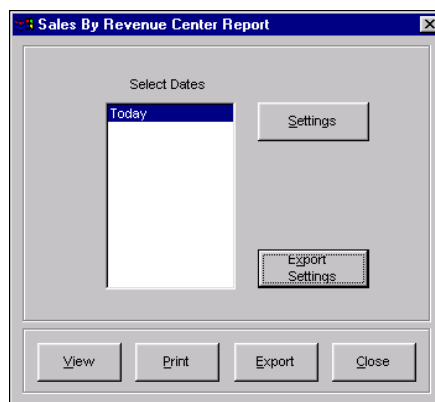 Sales By Revenue Center Report
Select Dates
Today
Settings
Export
Settings
View Print Export Close